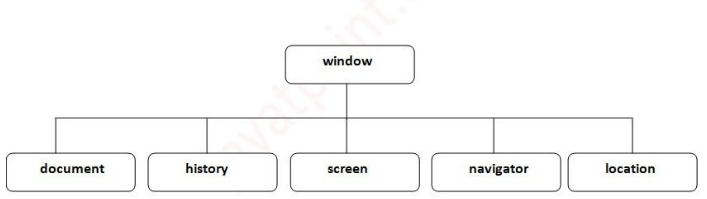 window
document
history
screen
navigator
location